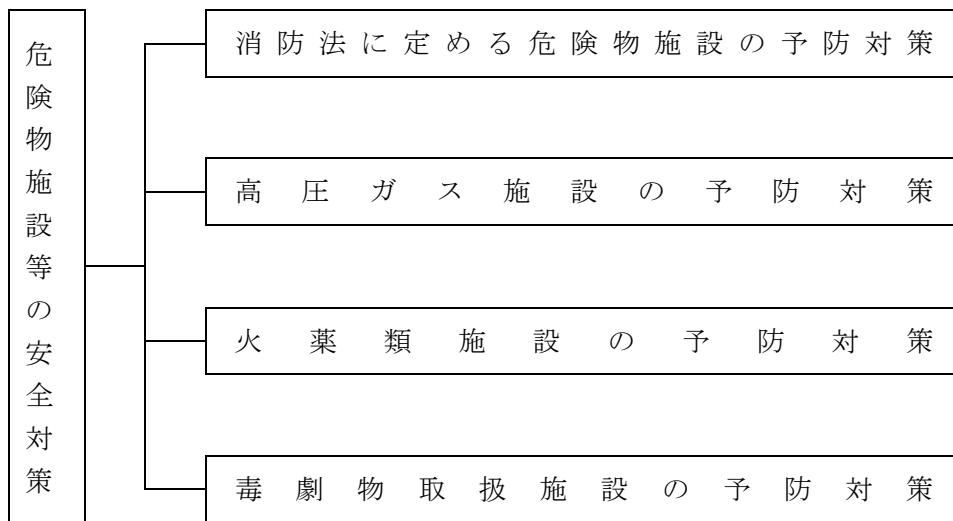 危険物施設等の安全対策
消防法に定める危険物施設の予防対策
高圧ガス施設の予防対策
火薬類施設の予防対策
毒劇物取扱施設の予防対策